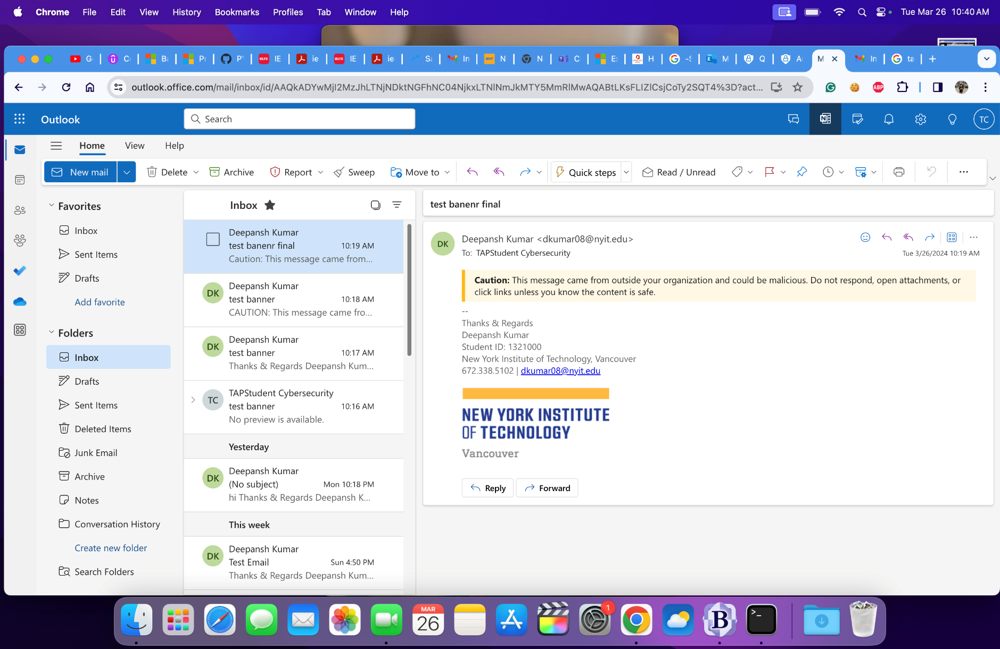 Chrome File Edit View History Bookmarks Profiles Tab Window Help Tue Mar 26 10:40 AM
G C Ba Pr P IELTS IE ie IELTS IE ie Sa In NYIT N N C E H -S M Q A M In ta
outlook.office.com/mail/inbox/id/AAQkADYwMjI2MzJhLTNjNDktNGFhNC04NjkxLTNlNmJkMTY5MmRlMwAQABtLKsFLIZlCsjCoTy2SQT4%3D?act... ABP
Outlook Search TC
Home View Help
New mail Delete Archive Report Sweep Move to Quick steps Read / Unread
Favorites
Inbox
Sent Items
Drafts
Add favorite
Folders
Inbox
Drafts
Sent Items
Deleted Items
Junk Email
Archive
Notes
Conversation History
Create new folder
Search Folders
Inbox
Deepansh Kumar
test banenr final 10:19 AM
Caution: This message came from...
DK Deepansh Kumar
test banner 10:18 AM
CAUTION: This message came fro...
DK Deepansh Kumar
test banner 10:17 AM
Thanks & Regards Deepansh Kum...
TC TAPStudent Cybersecurity
test banner 10:16 AM
No preview is available.
Yesterday
DK Deepansh Kumar
(No subject) Mon 10:18 PM
hi Thanks & Regards Deepansh K...
This week
DK Deepansh Kumar
Test Email Sun 4:50 PM
Thanks & Regards Deepansh Kum...
test banenr final
DK Deepansh Kumar <dkumar08@nyit.edu>
To: TAPStudent Cybersecurity Tue 3/26/2024 10:19 AM
Caution: This message came from outside your organization and could be malicious. Do not respond, open attachments, or
click links unless you know the content is safe.
--
Thanks & Regards
Deepansh Kumar
Student ID: 1321000
New York Institute of Technology, Vancouver
672.338.5102 | dkumar08@nyit.edu
NEW YORK INSTITUTE
OF TECHNOLOGY
Vancouver
Reply Forward
MAR
26
1
B
>_